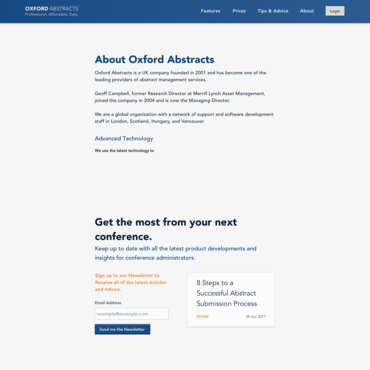 OXFORD ABSTRACTS
Professional. Affordable. Easy.
Features Prices Tips & Advice About Login
About Oxford Abstracts
Oxford Abstracts is a UK company founded in 2001 and has become one of the
leading providers of abstract management services.
Geoff Campbell, former Research Director at Merrill Lynch Asset Management,
joined the company in 2004 and is now the Managing Director.
We are a global organisation with a network of support and software development
staff in London, Scotland, Hungary, and Vancouver.
Advanced Technology
We use the latest technology to
Get the most from your next
conference.
Keep up to date with all the latest product developments and
insights for conference administrators.
Sign up to our Newsletter to
Receive all of the latest Articles
and Advice.
Email Address
example@example.com
Send me the Newsletter
8 Steps to a
Successful Abstract
Submission Process
Article 29 Jun 2017